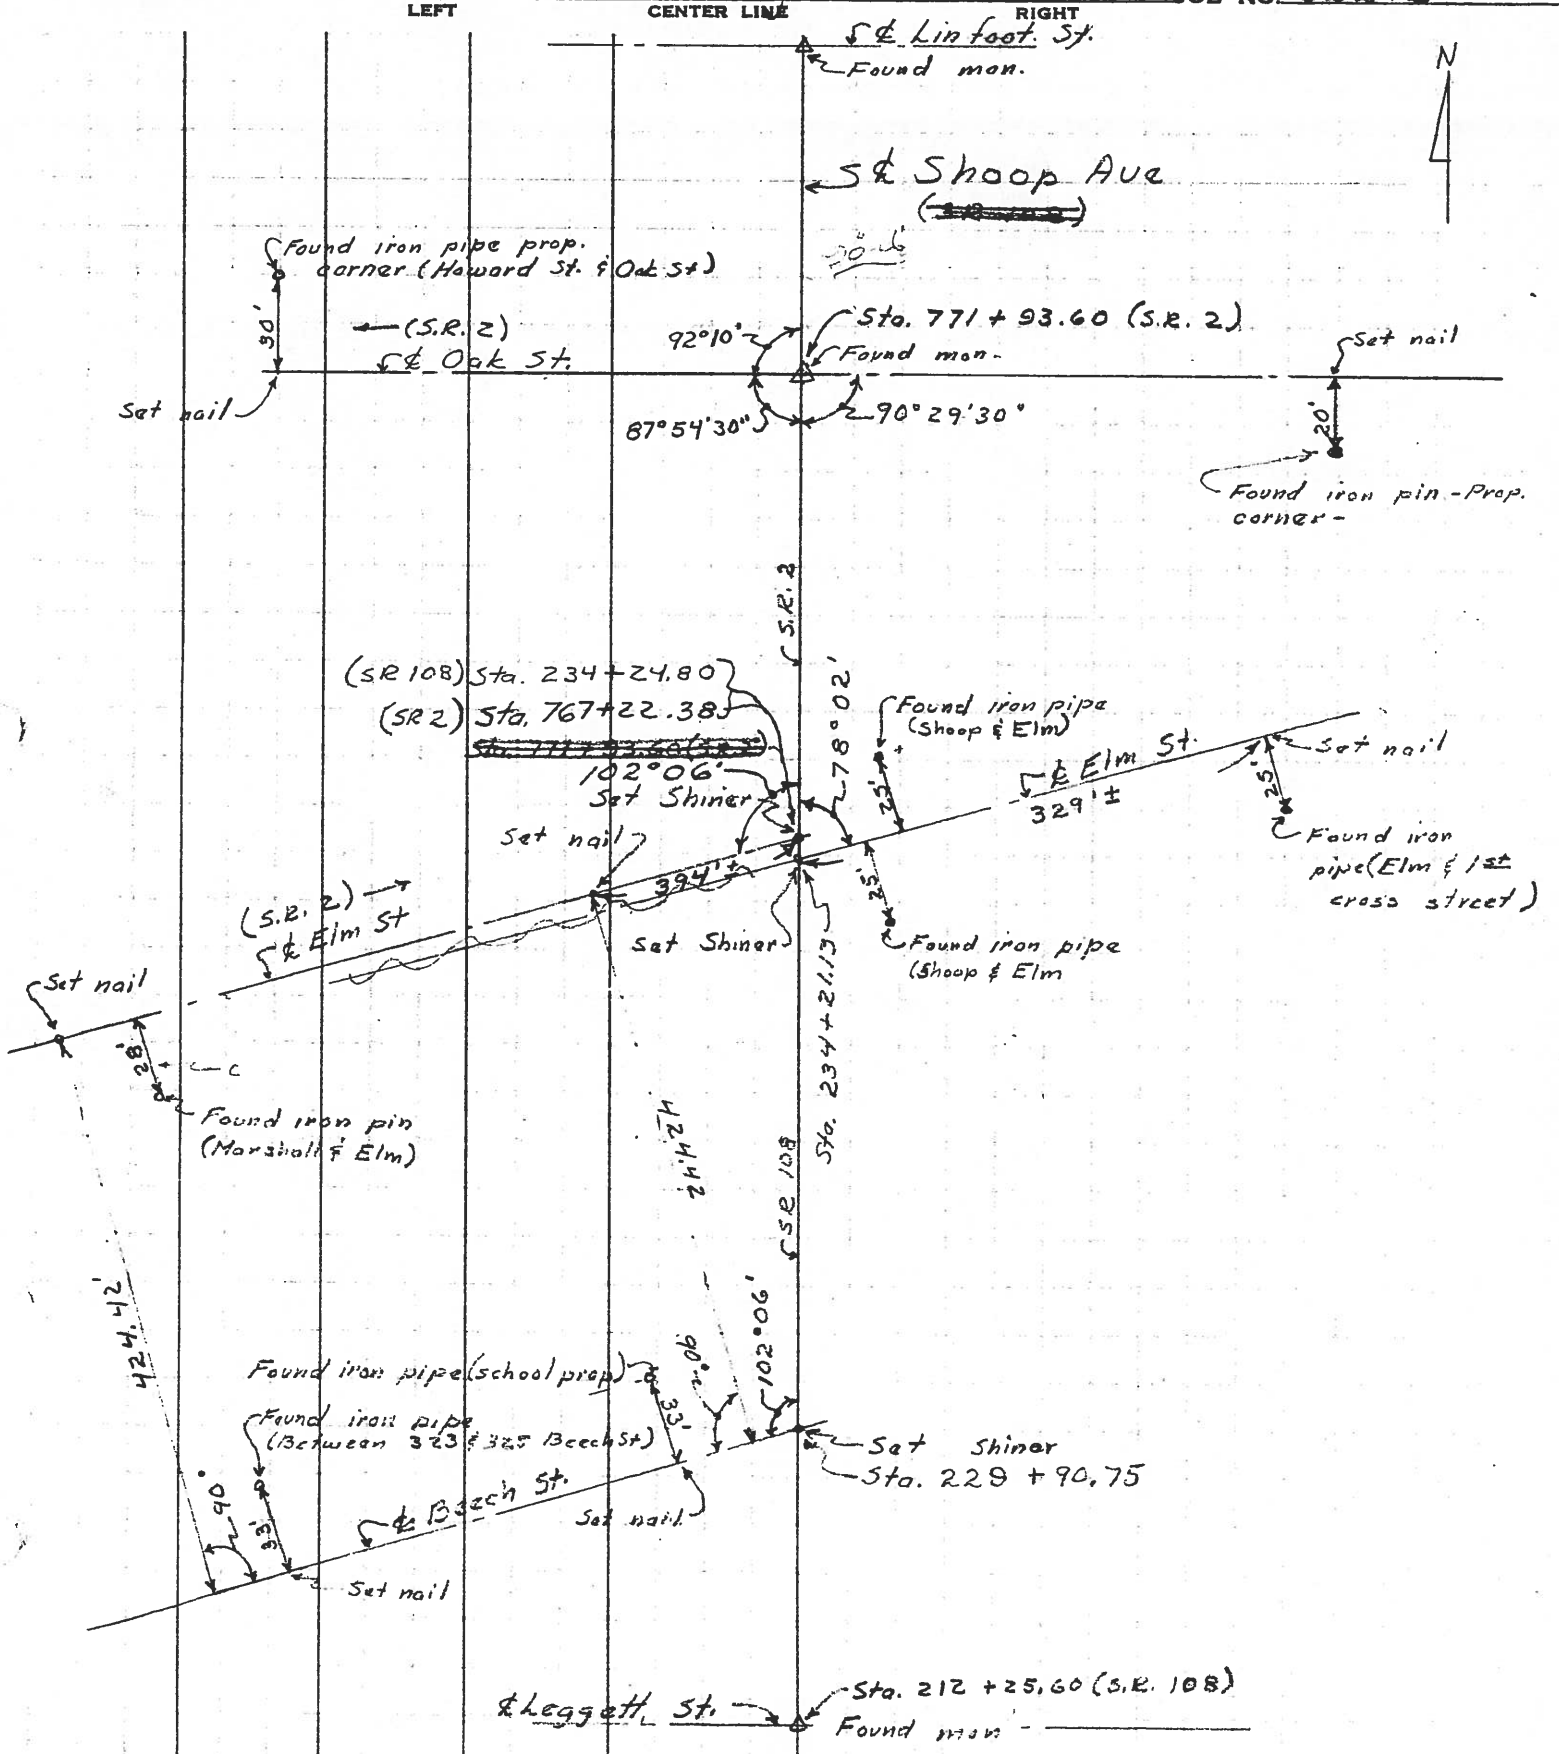 LEFT
CENTER LINE
RIGHT
℄ Linfoot. St.
Found mon.
N
℄ Shoop Ave
Found iron pipe prop.
corner (Howard St. & Oak St)
30'
(S.R. 2)
℄ Oak St.
Set nail
92°10'
Sta. 771 + 93.60 (S.R. 2)
Found mon.
87°54'30"
90°29'30"
Set nail
20'
Found iron pin - Prop.
corner -
S.R. 2
(SR 108) Sta. 234+24.80
(SR 2) Sta. 767+22.38
102°06'
Set Shiner
Set nail
78°02'
Found iron pipe
(Shoop & Elm)
25'
℄ Elm St.
329'±
Set nail
25'
Found iron
pipe (Elm & 1st
cross street)
394'±
(S.R. 2)
℄ Elm St
Set Shiner
25'
Found iron pipe
(Shoop & Elm
Sta. 234+21.13
Set nail
28'
C
Found iron pin
(Marshall & Elm)
424.42
SR 108
424.42'
Found iron pipe (school prop)
33'
90°
102°06'
Found iron pipe
(Between 323 & 325 Beech St)
33'
90°
℄ Beech St.
Set nail
Set nail
Set Shiner
Sta. 229 + 90.75
℄ Leggett St.
Sta. 212 + 25.60 (S.R. 108)
Found mon -